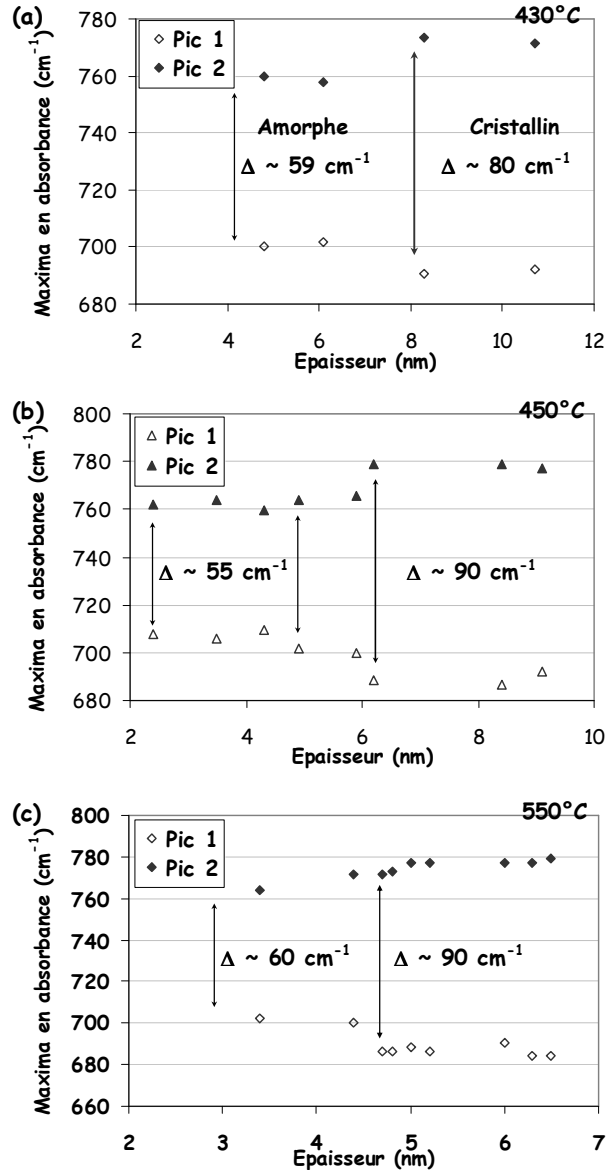 (a)
430°C
Pic 1
Pic 2
Amorphe
Cristallin
Δ ~ 59 cm⁻¹
Δ ~ 80 cm⁻¹
Maxima en absorbance (cm⁻¹)
780
760
740
720
700
680
2 4 6 8 10 12
Epaisseur (nm)
(b)
450°C
Pic 1
Pic 2
Δ ~ 55 cm⁻¹
Δ ~ 90 cm⁻¹
Maxima en absorbance (cm⁻¹)
800
780
760
740
720
700
680
2 4 6 8 10
Epaisseur (nm)
(c)
550°C
Pic 1
Pic 2
Δ ~ 60 cm⁻¹
Δ ~ 90 cm⁻¹
Maxima en absorbance (cm⁻¹)
800
780
760
740
720
700
680
660
2 3 4 5 6 7
Epaisseur (nm)